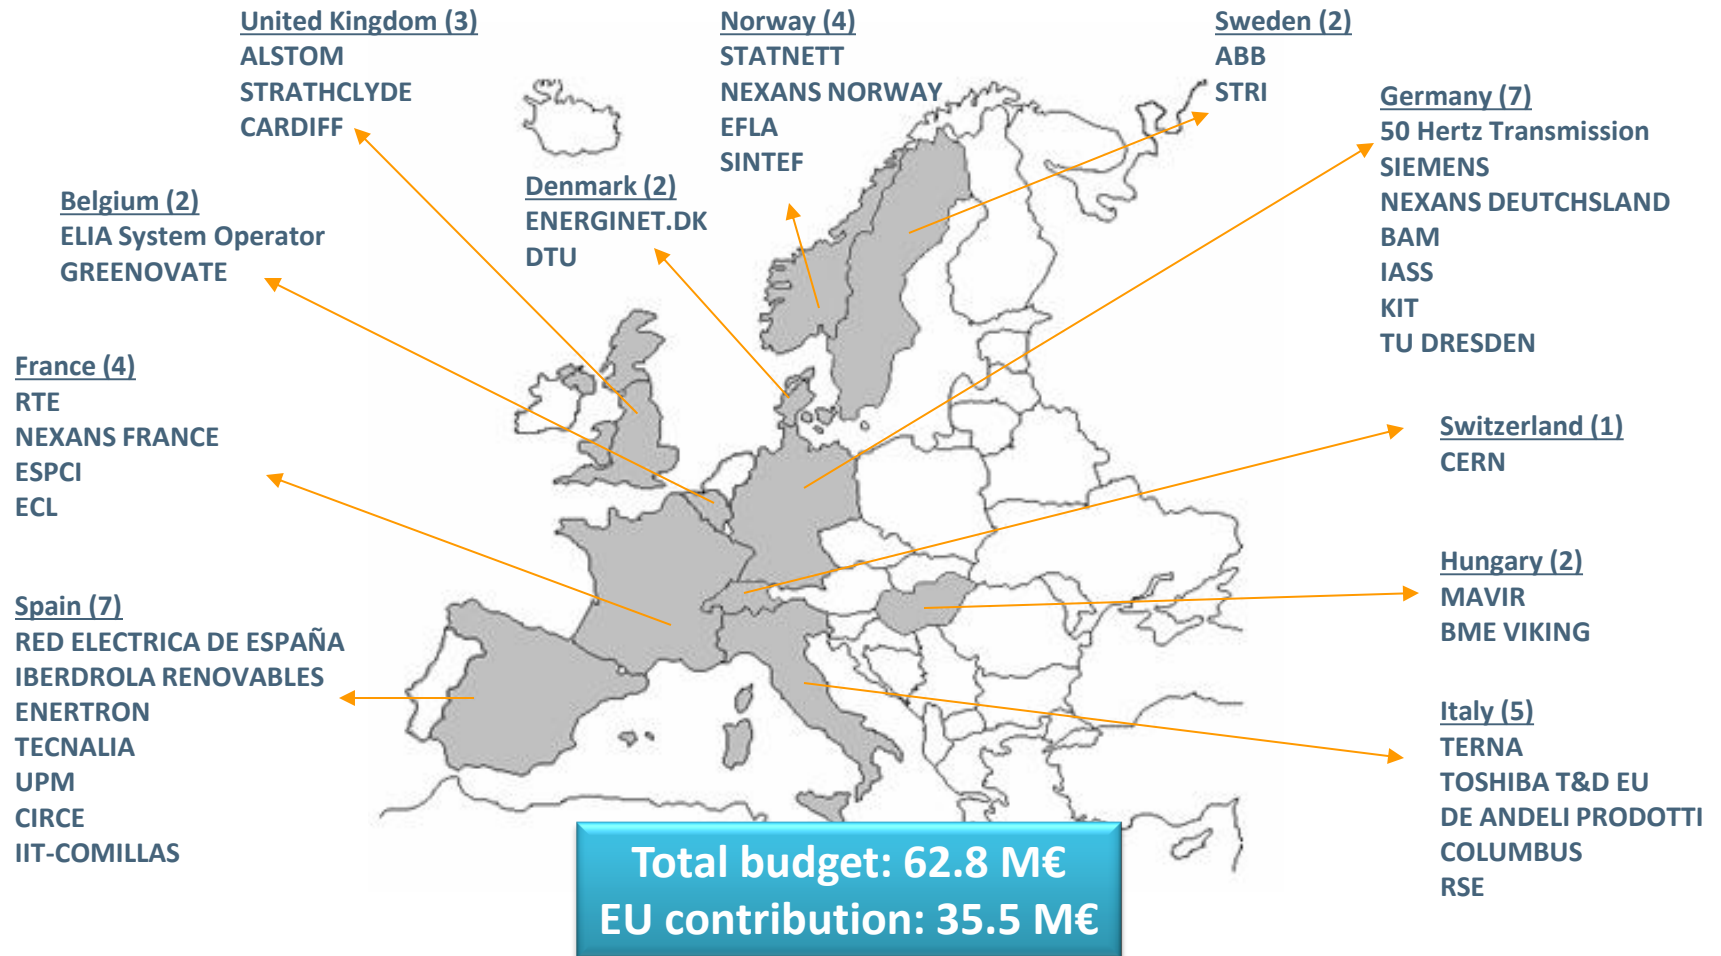 United Kingdom (3)
ALSTOM
STRATHCLYDE
CARDIFF
Norway (4)
STATNETT
NEXANS NORWAY
EFLA
SINTEF
Sweden (2)
ABB
STRI
Germany (7)
50 Hertz Transmission
SIEMENS
NEXANS DEUTCHSLAND
BAM
IASS
KIT
TU DRESDEN
Belgium (2)
ELIA System Operator
GREENOVATE
Denmark (2)
ENERGINET.DK
DTU
France (4)
RTE
NEXANS FRANCE
ESPCI
ECL
Switzerland (1)
CERN
Hungary (2)
MAVIR
BME VIKING
Spain (7)
RED ELECTRICA DE ESPAÑA
IBERDROLA RENOVABLES
ENERTRON
TECNALIA
UPM
CIRCE
IIT-COMILLAS
Italy (5)
TERNA
TOSHIBA T&D EU
DE ANDELI PRODOTTI
COLUMBUS
RSE
Total budget: 62.8 M€
EU contribution: 35.5 M€